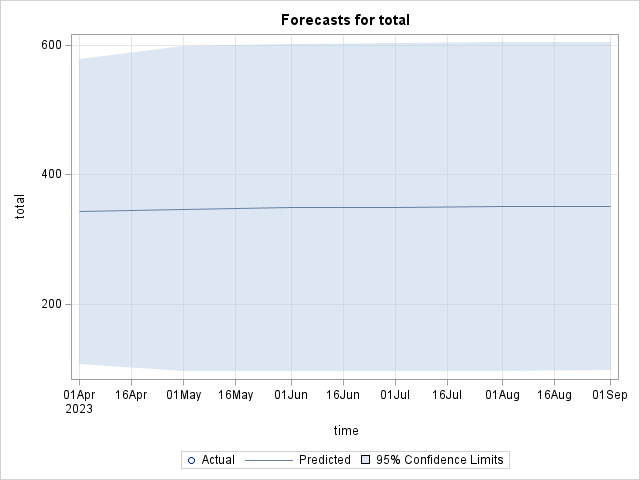 Forecasts for total
600
400
200
total
01Apr 16Apr 01May 16May 01Jun 16Jun 01Jul 16Jul 01Aug 16Aug 01Sep
2023
time
Actual Predicted 95% Confidence Limits